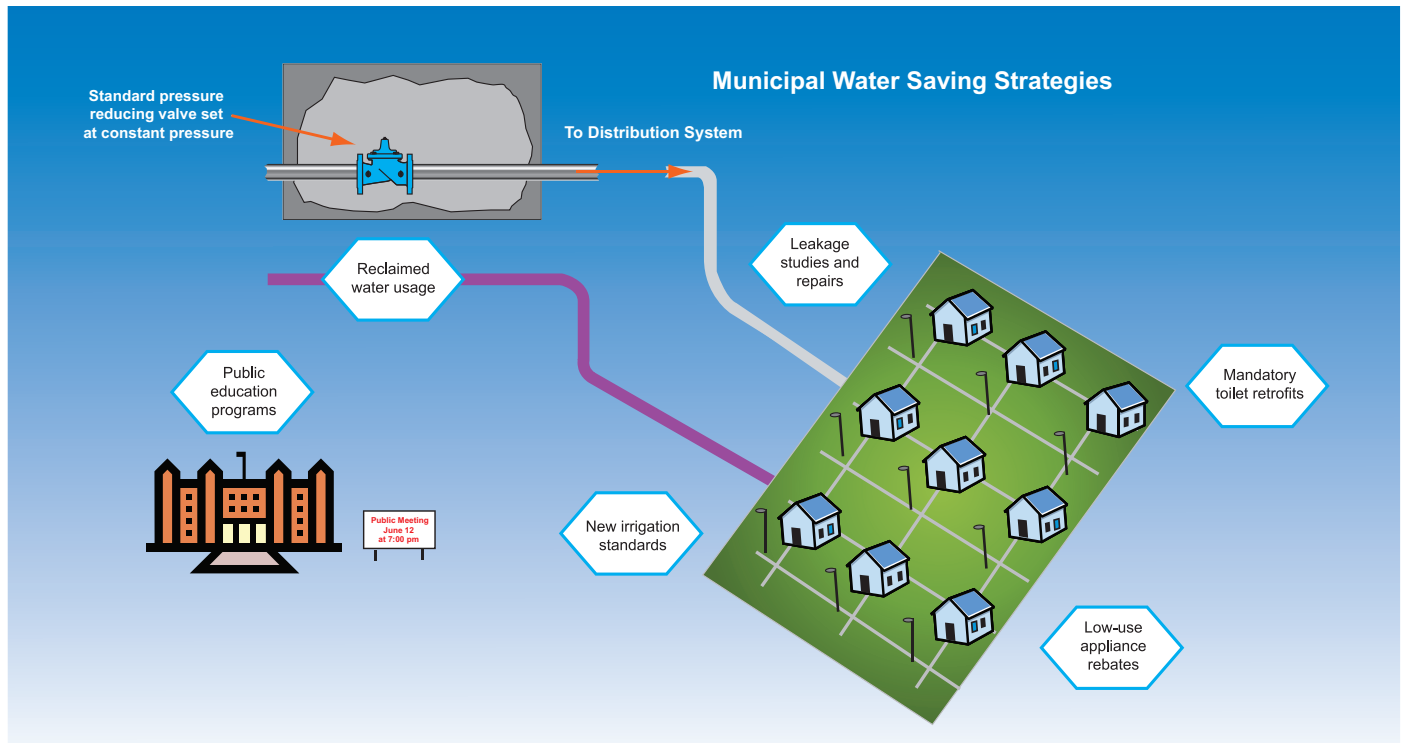 Municipal Water Saving Strategies
Standard pressure
reducing valve set
at constant pressure
To Distribution System
Leakage
studies and
repairs
Reclaimed
water usage
Public
education
programs
Mandatory
toilet retrofits
Public Meeting
June 12
at 7:00 pm
New irrigation
standards
Low-use
appliance
rebates